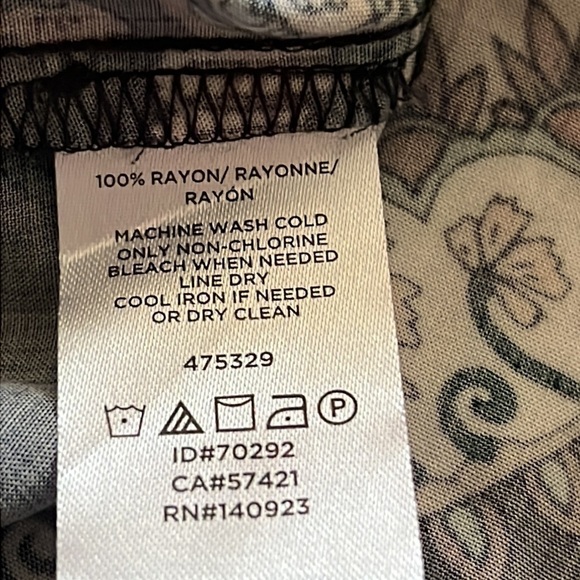 100% RAYON/ RAYONNE/
RAYÓN
MACHINE WASH COLD
ONLY NON-CHLORINE
BLEACH WHEN NEEDED
LINE DRY
COOL IRON IF NEEDED
OR DRY CLEAN
475329
P
ID#70292
CA#57421
RN#140923